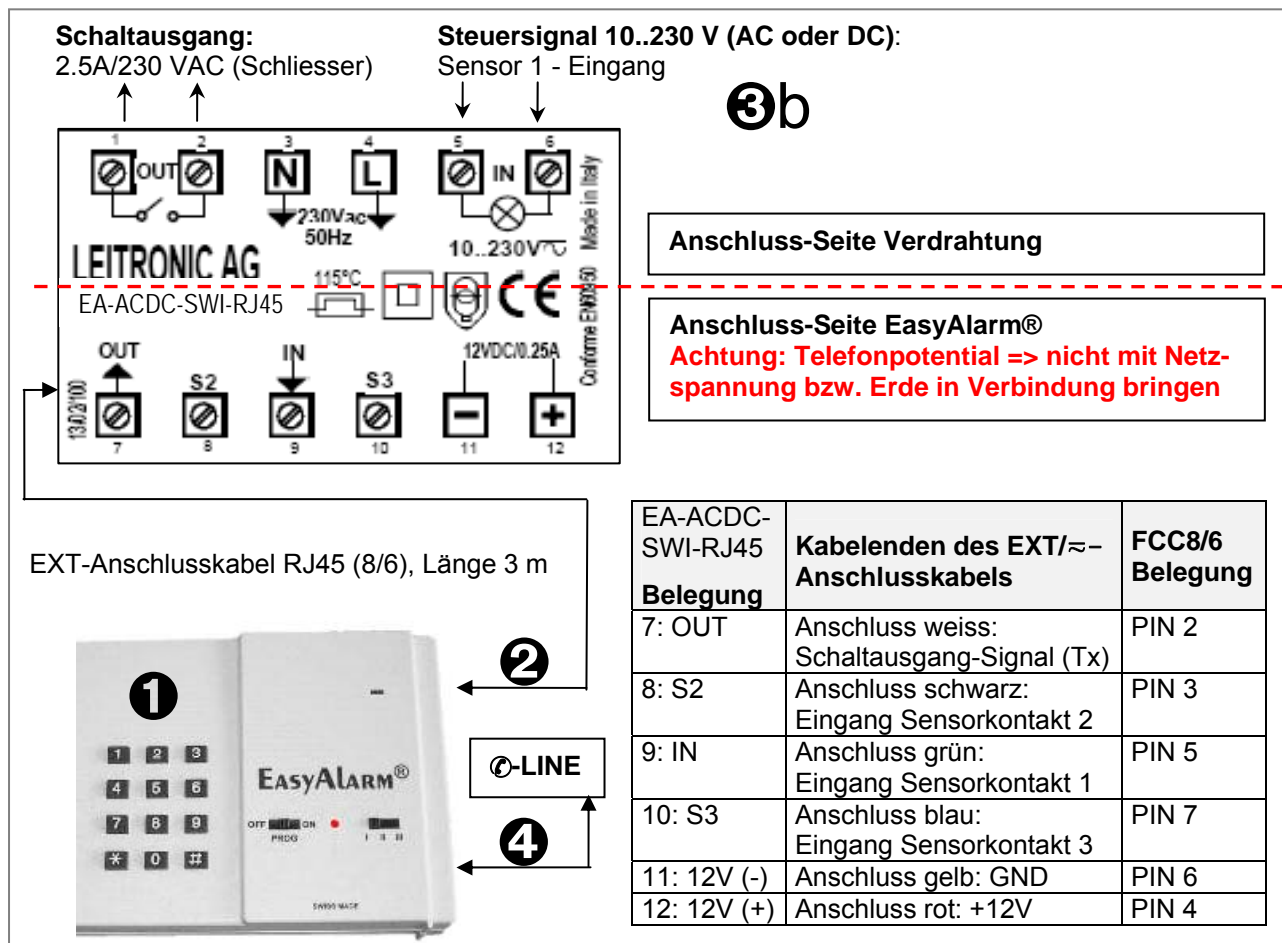 Schaltausgang:
2.5A/230 VAC (Schliesser)
Steuersignal 10..230 V (AC oder DC):
Sensor 1 - Eingang
❸b
1 2 3 4 5 6
OUT N L IN
230Vac
50Hz
10..230V
Made in Italy
LEITRONIC AG
EA-ACDC-SWI-RJ45
115°C
CE
Conforme EN60950
OUT S2 IN S3 12VDC/0.25A
13/02/100
- +
7 8 9 10 11 12
Anschluss-Seite Verdrahtung
Anschluss-Seite EasyAlarm®
Achtung: Telefonpotential => nicht mit Netz-
spannung bzw. Erde in Verbindung bringen
EXT-Anschlusskabel RJ45 (8/6), Länge 3 m
❶
❷
1 2 3
4 5 6
7 8 9
* 0 #
EASYALARM®
OFF ON
PROG
I II III
SWISS MADE
✆-LINE
❹
EA-ACDC-
SWI-RJ45
Belegung
Kabelenden des EXT/≂–
Anschlusskabels
FCC8/6
Belegung
7: OUT
Anschluss weiss:
Schaltausgang-Signal (Tx)
PIN 2
8: S2
Anschluss schwarz:
Eingang Sensorkontakt 2
PIN 3
9: IN
Anschluss grün:
Eingang Sensorkontakt 1
PIN 5
10: S3
Anschluss blau:
Eingang Sensorkontakt 3
PIN 7
11: 12V (-) Anschluss gelb: GND PIN 6
12: 12V (+) Anschluss rot: +12V PIN 4